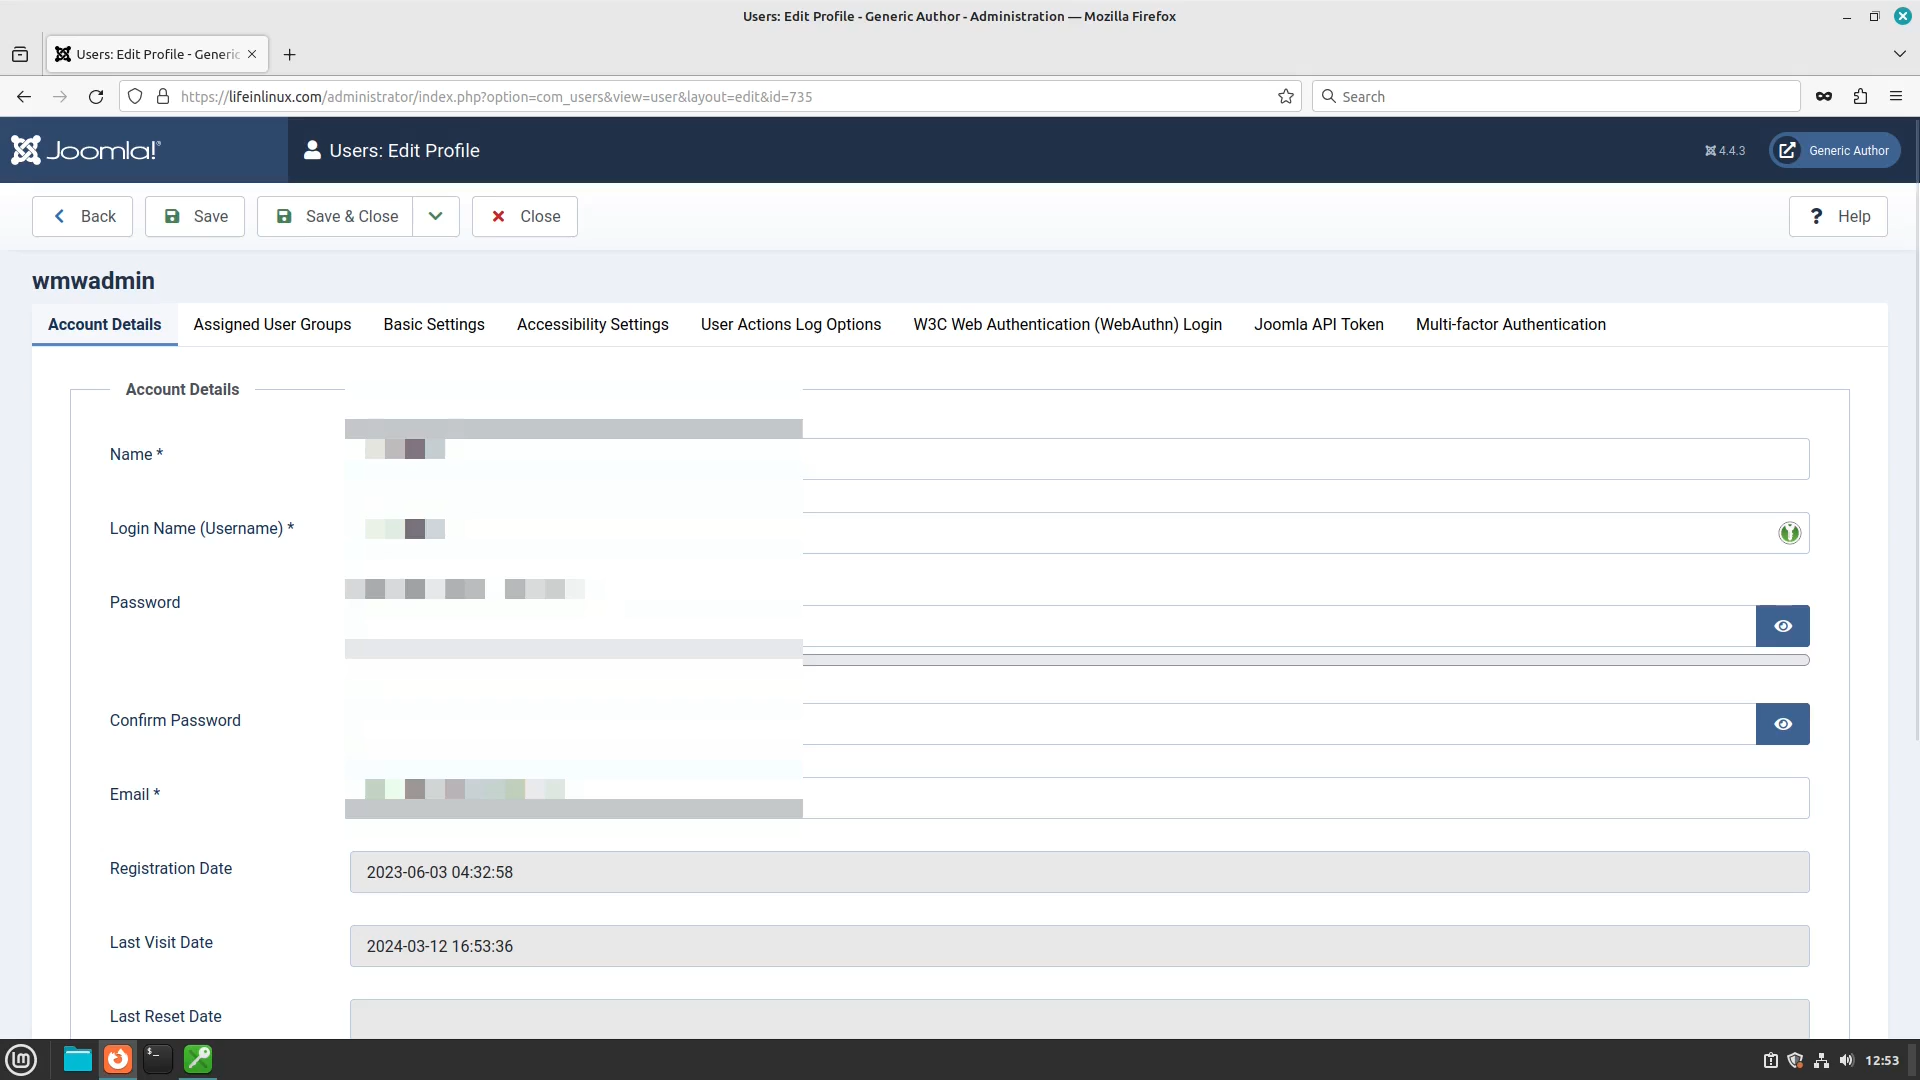 Users: Edit Profile - Generic Author - Administration — Mozilla Firefox
Users: Edit Profile - Generic
https://lifeinlinux.com/administrator/index.php?option=com_users&view=user&layout=edit&id=735
Search
Joomla!
Users: Edit Profile
4.4.3
Generic Author
Back
Save
Save & Close
Close
Help
wmwadmin
Account Details
Assigned User Groups
Basic Settings
Accessibility Settings
User Actions Log Options
W3C Web Authentication (WebAuthn) Login
Joomla API Token
Multi-factor Authentication
Account Details
Name *
Login Name (Username) *
Password
Confirm Password
Email *
Registration Date
2023-06-03 04:32:58
Last Visit Date
2024-03-12 16:53:36
Last Reset Date
12:53